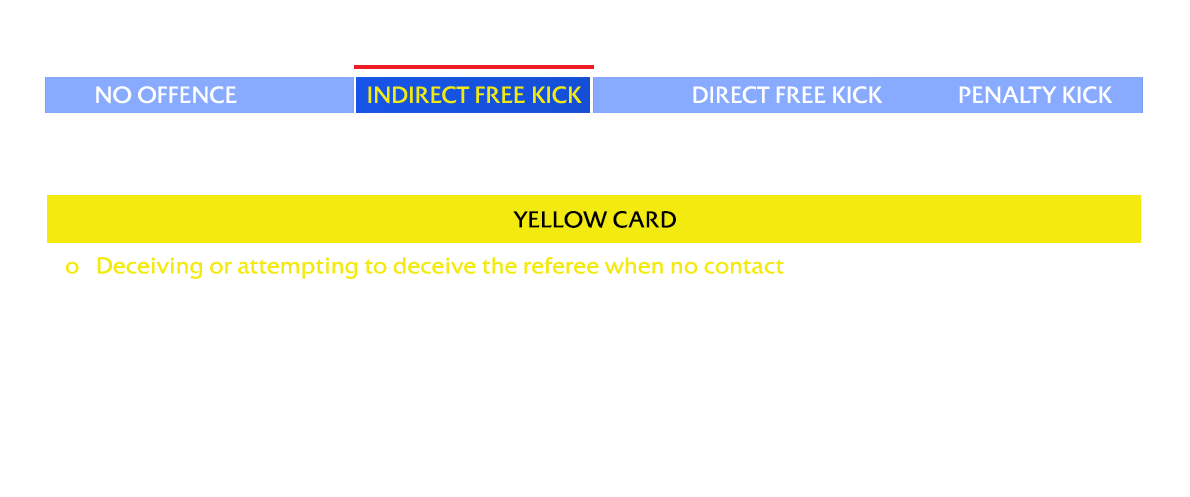 NO OFFENCE INDIRECT FREE KICK DIRECT FREE KICK PENALTY KICK
YELLOW CARD
o Deceiving or attempting to deceive the referee when no contact